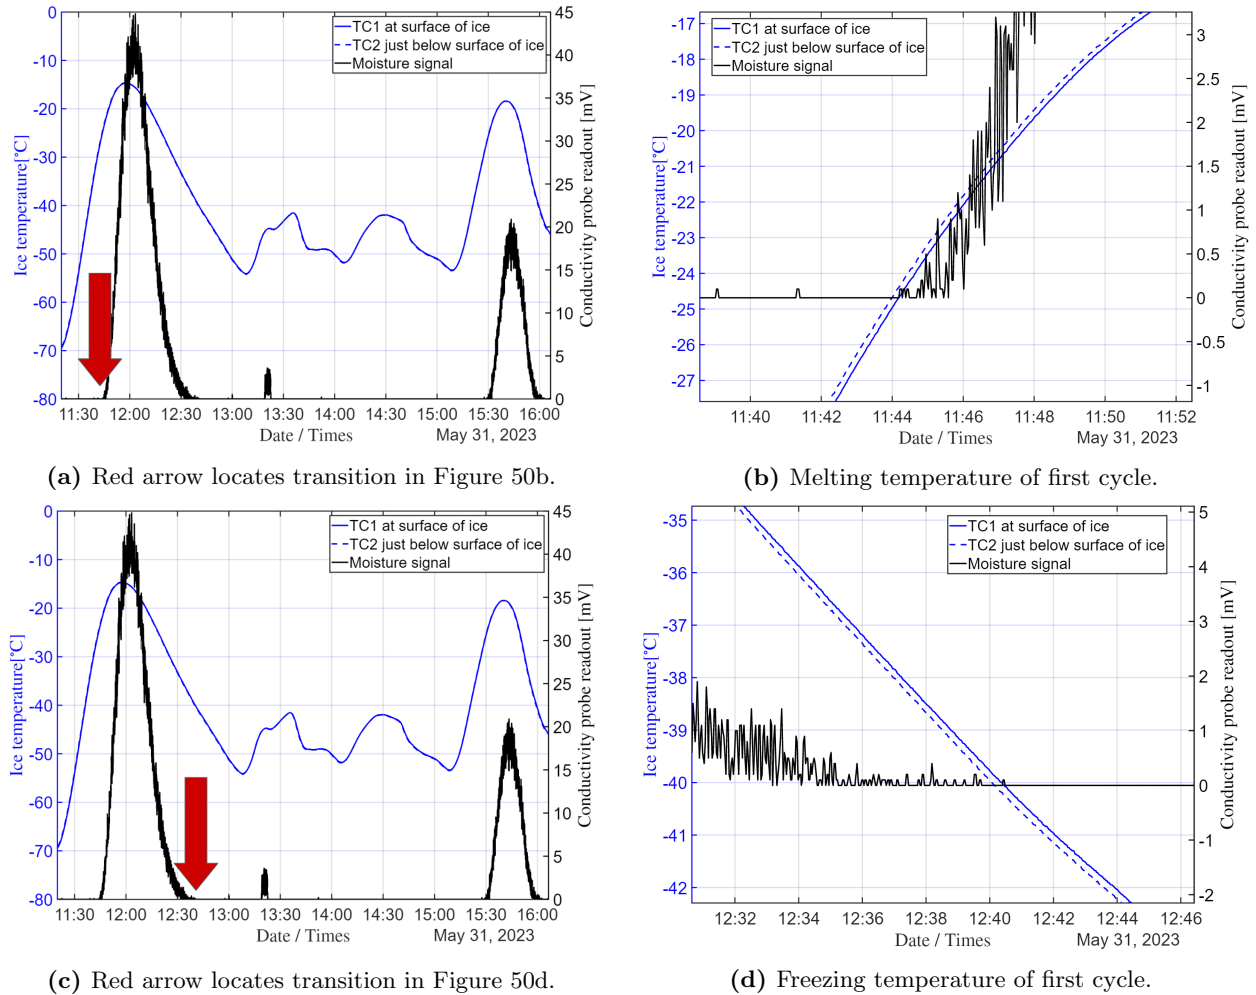 TC1 at surface of ice
TC2 just below surface of ice
Moisture signal
Ice temperature[°C]
0
-10
-20
-30
-40
-50
-60
-70
-80
45
40
35
30
25
20
15
10
5
0
Conductivity probe readout [mV]
11:30 12:00 12:30 13:00 13:30 14:00 14:30 15:00 15:30 16:00
Date / Times
May 31, 2023
(a) Red arrow locates transition in Figure 50b.
TC1 at surface of ice
TC2 just below surface of ice
Moisture signal
Ice temperature[°C]
-17
-18
-19
-20
-21
-22
-23
-24
-25
-26
-27
3
2.5
2
1.5
1
0.5
0
-0.5
-1
Conductivity probe readout [mV]
11:40 11:42 11:44 11:46 11:48 11:50 11:52
Date / Times
May 31, 2023
(b) Melting temperature of first cycle.
TC1 at surface of ice
TC2 just below surface of ice
Moisture signal
Ice temperature[°C]
0
-10
-20
-30
-40
-50
-60
-70
-80
45
40
35
30
25
20
15
10
5
0
Conductivity probe readout [mV]
11:30 12:00 12:30 13:00 13:30 14:00 14:30 15:00 15:30 16:00
Date / Times
May 31, 2023
(c) Red arrow locates transition in Figure 50d.
TC1 at surface of ice
TC2 just below surface of ice
Moisture signal
Ice temperature[°C]
-35
-36
-37
-38
-39
-40
-41
-42
5
4
3
2
1
0
-1
-2
Conductivity probe readout [mV]
12:32 12:34 12:36 12:38 12:40 12:42 12:44 12:46
Date / Times
May 31, 2023
(d) Freezing temperature of first cycle.